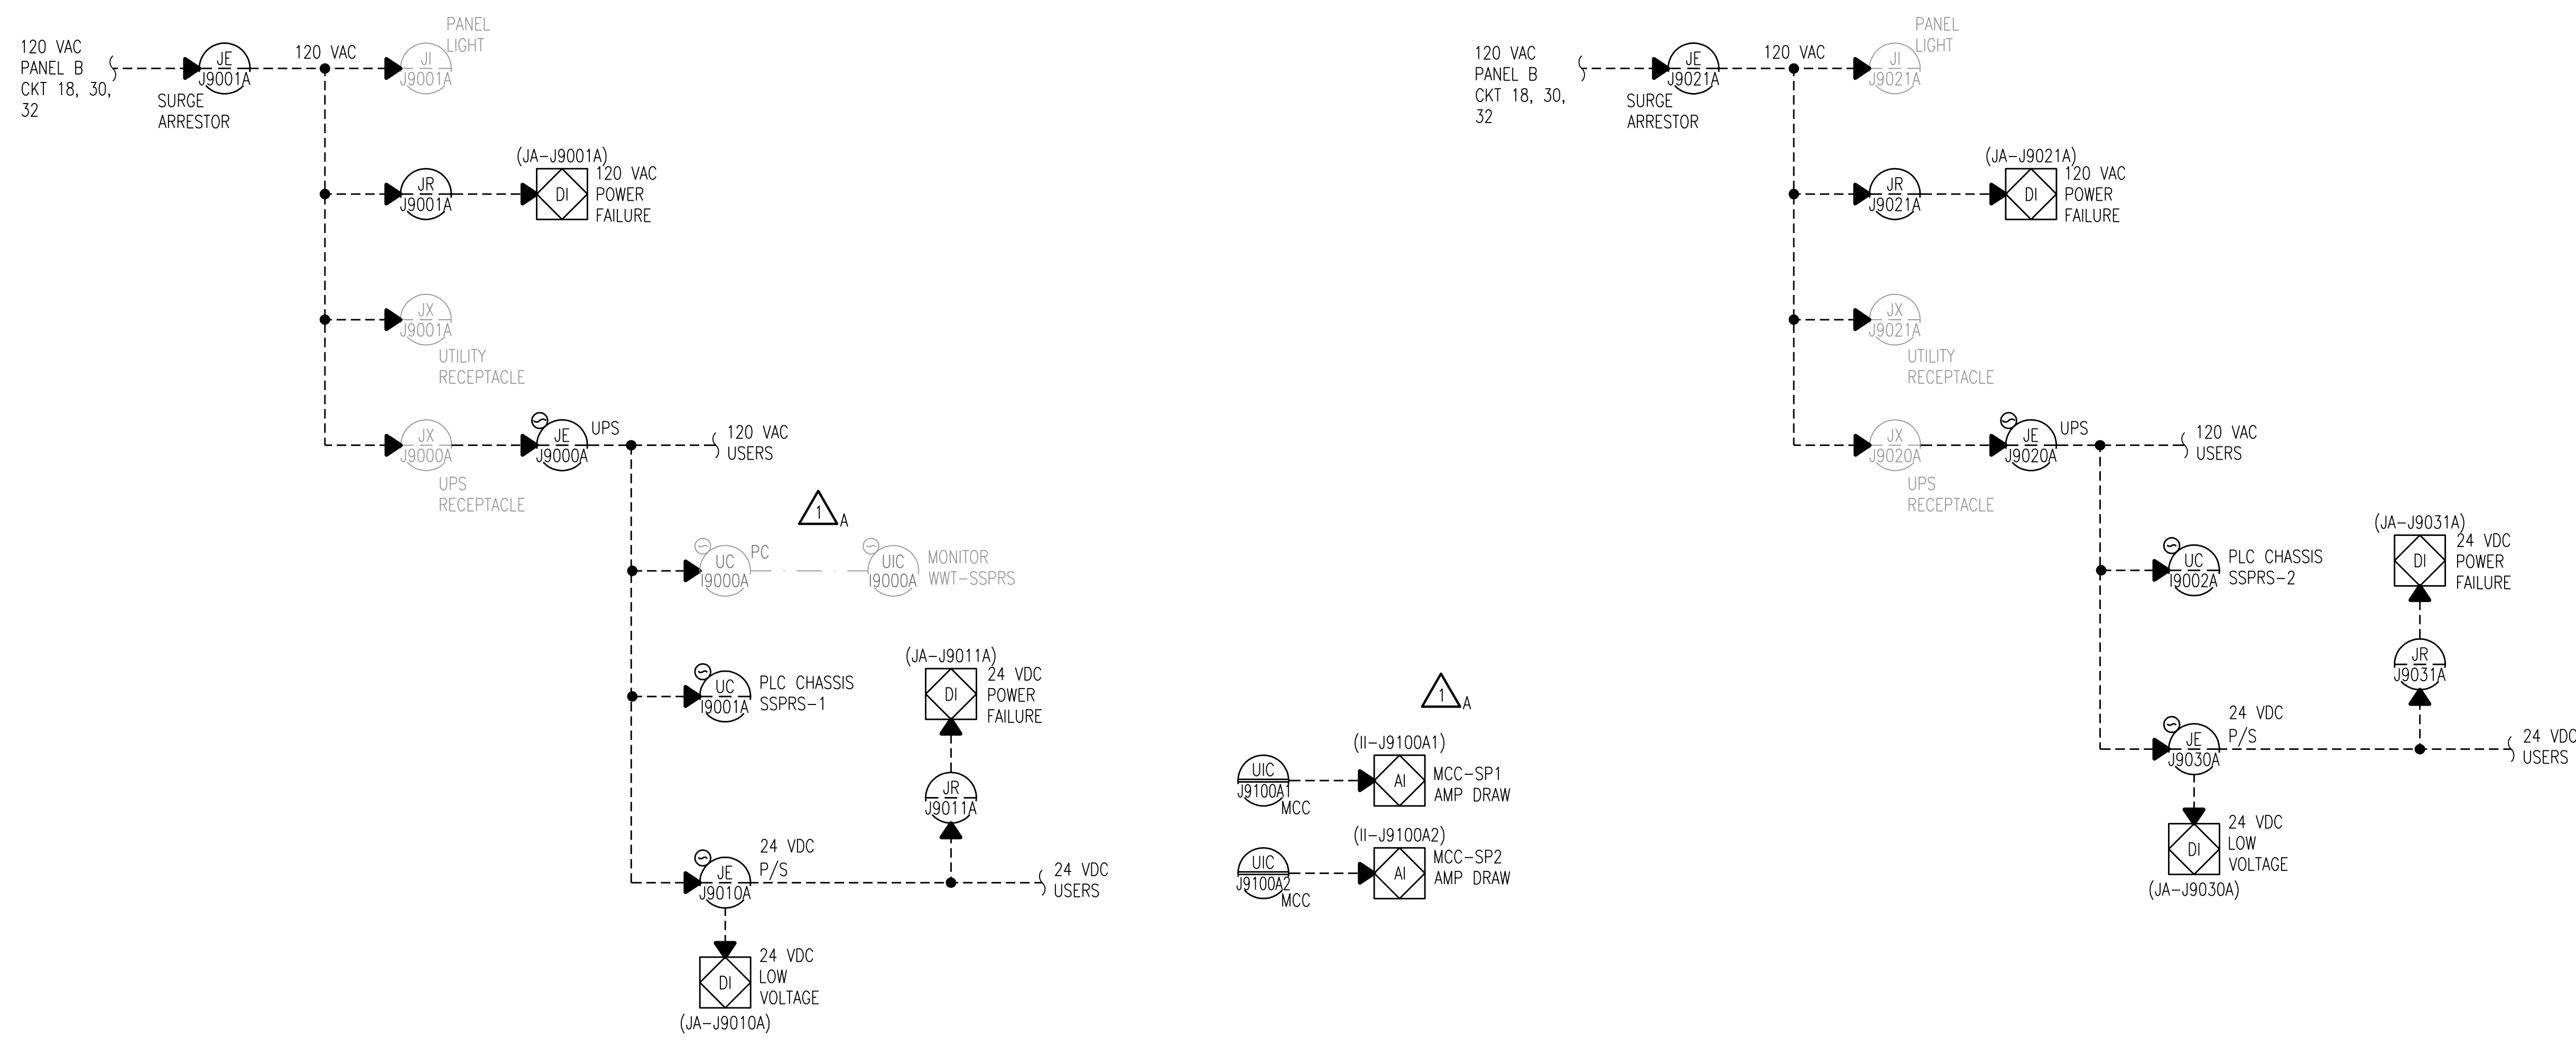 120 VAC
PANEL B
CKT 18, 30,
32
JE
J9001A
SURGE
ARRESTOR
120 VAC
PANEL
LIGHT
JI
J9001A
JR
J9001A
(JA-J9001A)
DI
120 VAC
POWER
FAILURE
JX
J9001A
UTILITY
RECEPTACLE
JX
J9000A
UPS
RECEPTACLE
JE
J9000A
UPS
120 VAC
USERS
1
A
UC
I9000A
PC
UIC
I9000A
MONITOR
WWT-SSPRS
UC
I9001A
PLC CHASSIS
SSPRS-1
(JA-J9011A)
DI
24 VDC
POWER
FAILURE
JR
J9011A
JE
J9010A
24 VDC
P/S
24 VDC
USERS
DI
24 VDC
LOW
VOLTAGE
(JA-J9010A)
1
A
UIC
J9100A1
MCC
(II-J9100A1)
AI
MCC-SP1
AMP DRAW
UIC
J9100A2
MCC
(II-J9100A2)
AI
MCC-SP2
AMP DRAW
120 VAC
PANEL B
CKT 18, 30,
32
JE
J9021A
SURGE
ARRESTOR
120 VAC
PANEL
LIGHT
JI
J9021A
JR
J9021A
(JA-J9021A)
DI
120 VAC
POWER
FAILURE
JX
J9021A
UTILITY
RECEPTACLE
JX
J9020A
UPS
RECEPTACLE
JE
J9020A
UPS
120 VAC
USERS
UC
I9002A
PLC CHASSIS
SSPRS-2
(JA-J9031A)
DI
24 VDC
POWER
FAILURE
JR
J9031A
JE
J9030A
24 VDC
P/S
24 VDC
USERS
DI
24 VDC
LOW
VOLTAGE
(JA-J9030A)